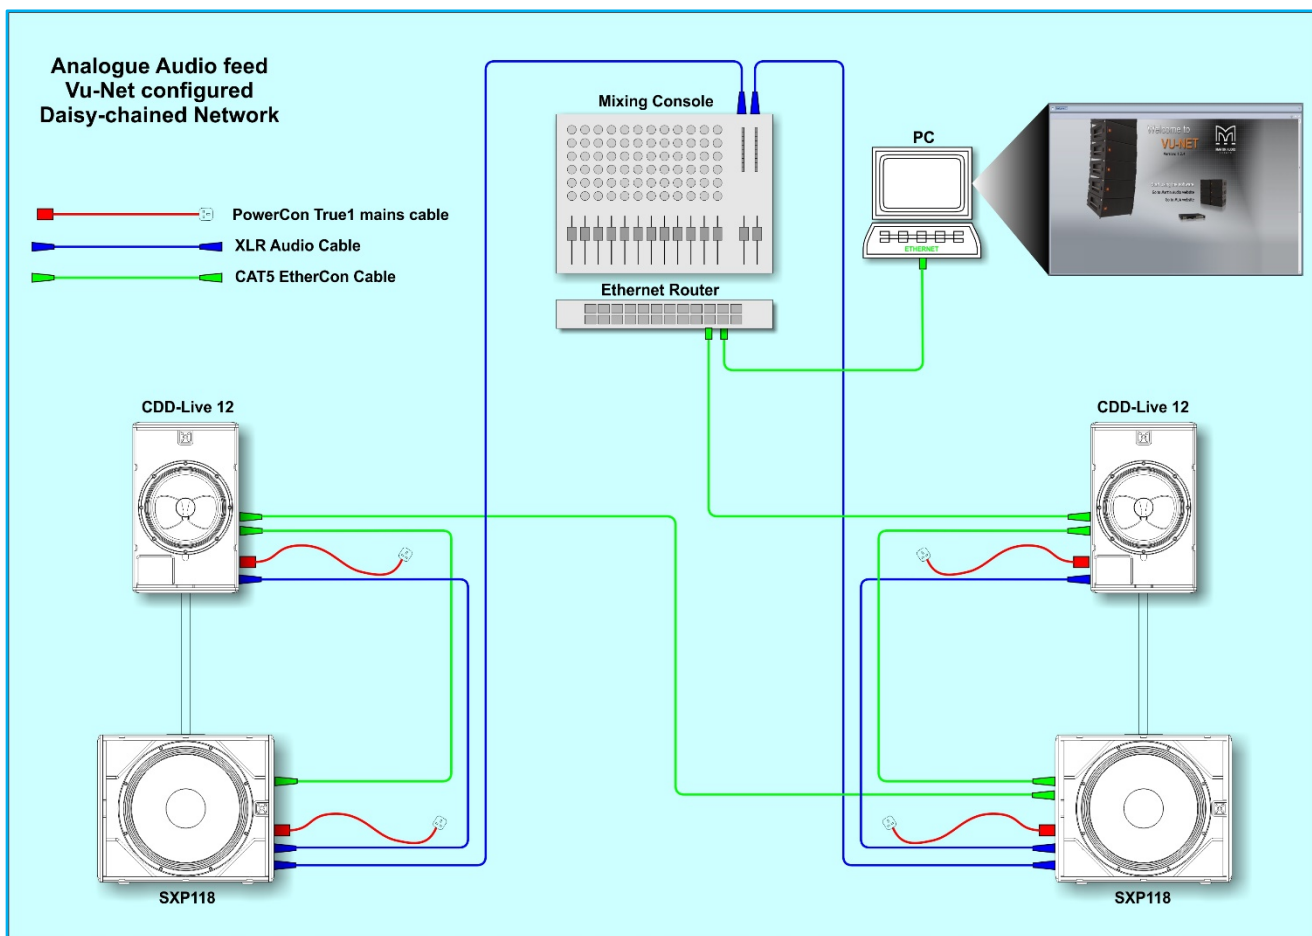 Analogue Audio feed
Vu-Net configured
Daisy-chained Network
PowerCon True1 mains cable
XLR Audio Cable
CAT5 EtherCon Cable
Mixing Console
Ethernet Router
PC
ETHERNET
Welcome to
VU-NET
CDD-Live 12
CDD-Live 12
SXP118
SXP118